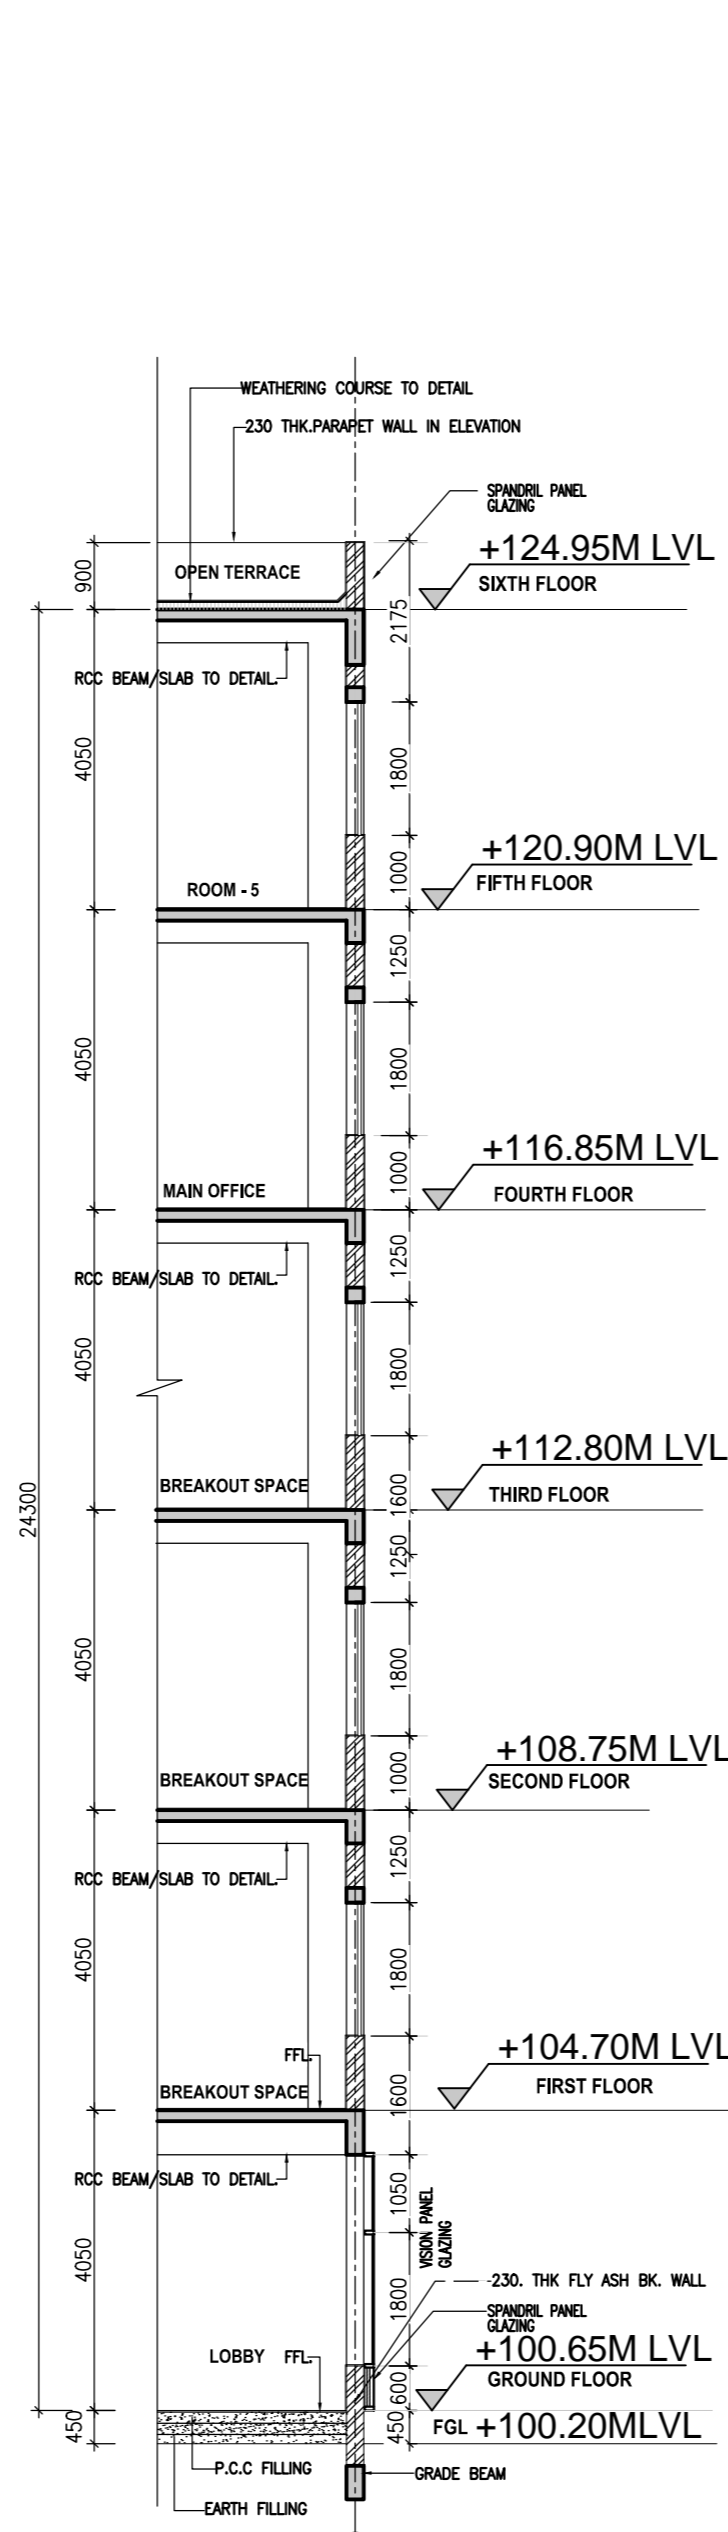 WEATHERING COURSE TO DETAIL
230 THK.PARAPET WALL IN ELEVATION
SPANDRIL PANEL
GLAZING
+124.95M LVL
SIXTH FLOOR
900
OPEN TERRACE
2175
RCC BEAM/SLAB TO DETAIL.
4050
1800
+120.90M LVL
FIFTH FLOOR
1000
ROOM - 5
1250
4050
1800
+116.85M LVL
FOURTH FLOOR
1000
MAIN OFFICE
1250
RCC BEAM/SLAB TO DETAIL.
4050
1800
+112.80M LVL
THIRD FLOOR
BREAKOUT SPACE
1600
24300
1250
4050
1800
+108.75M LVL
SECOND FLOOR
BREAKOUT SPACE
1000
1250
RCC BEAM/SLAB TO DETAIL.
4050
1800
+104.70M LVL
FIRST FLOOR
FFL.
BREAKOUT SPACE
1600
RCC BEAM/SLAB TO DETAIL.
1050
4050
VISION PANEL
GLAZING
1800
230. THK FLY ASH BK. WALL
SPANDRIL PANEL
GLAZING
+100.65M LVL
GROUND FLOOR
LOBBY FFL.
600
450
450
FGL +100.20MLVL
P.C.C FILLING
GRADE BEAM
EARTH FILLING